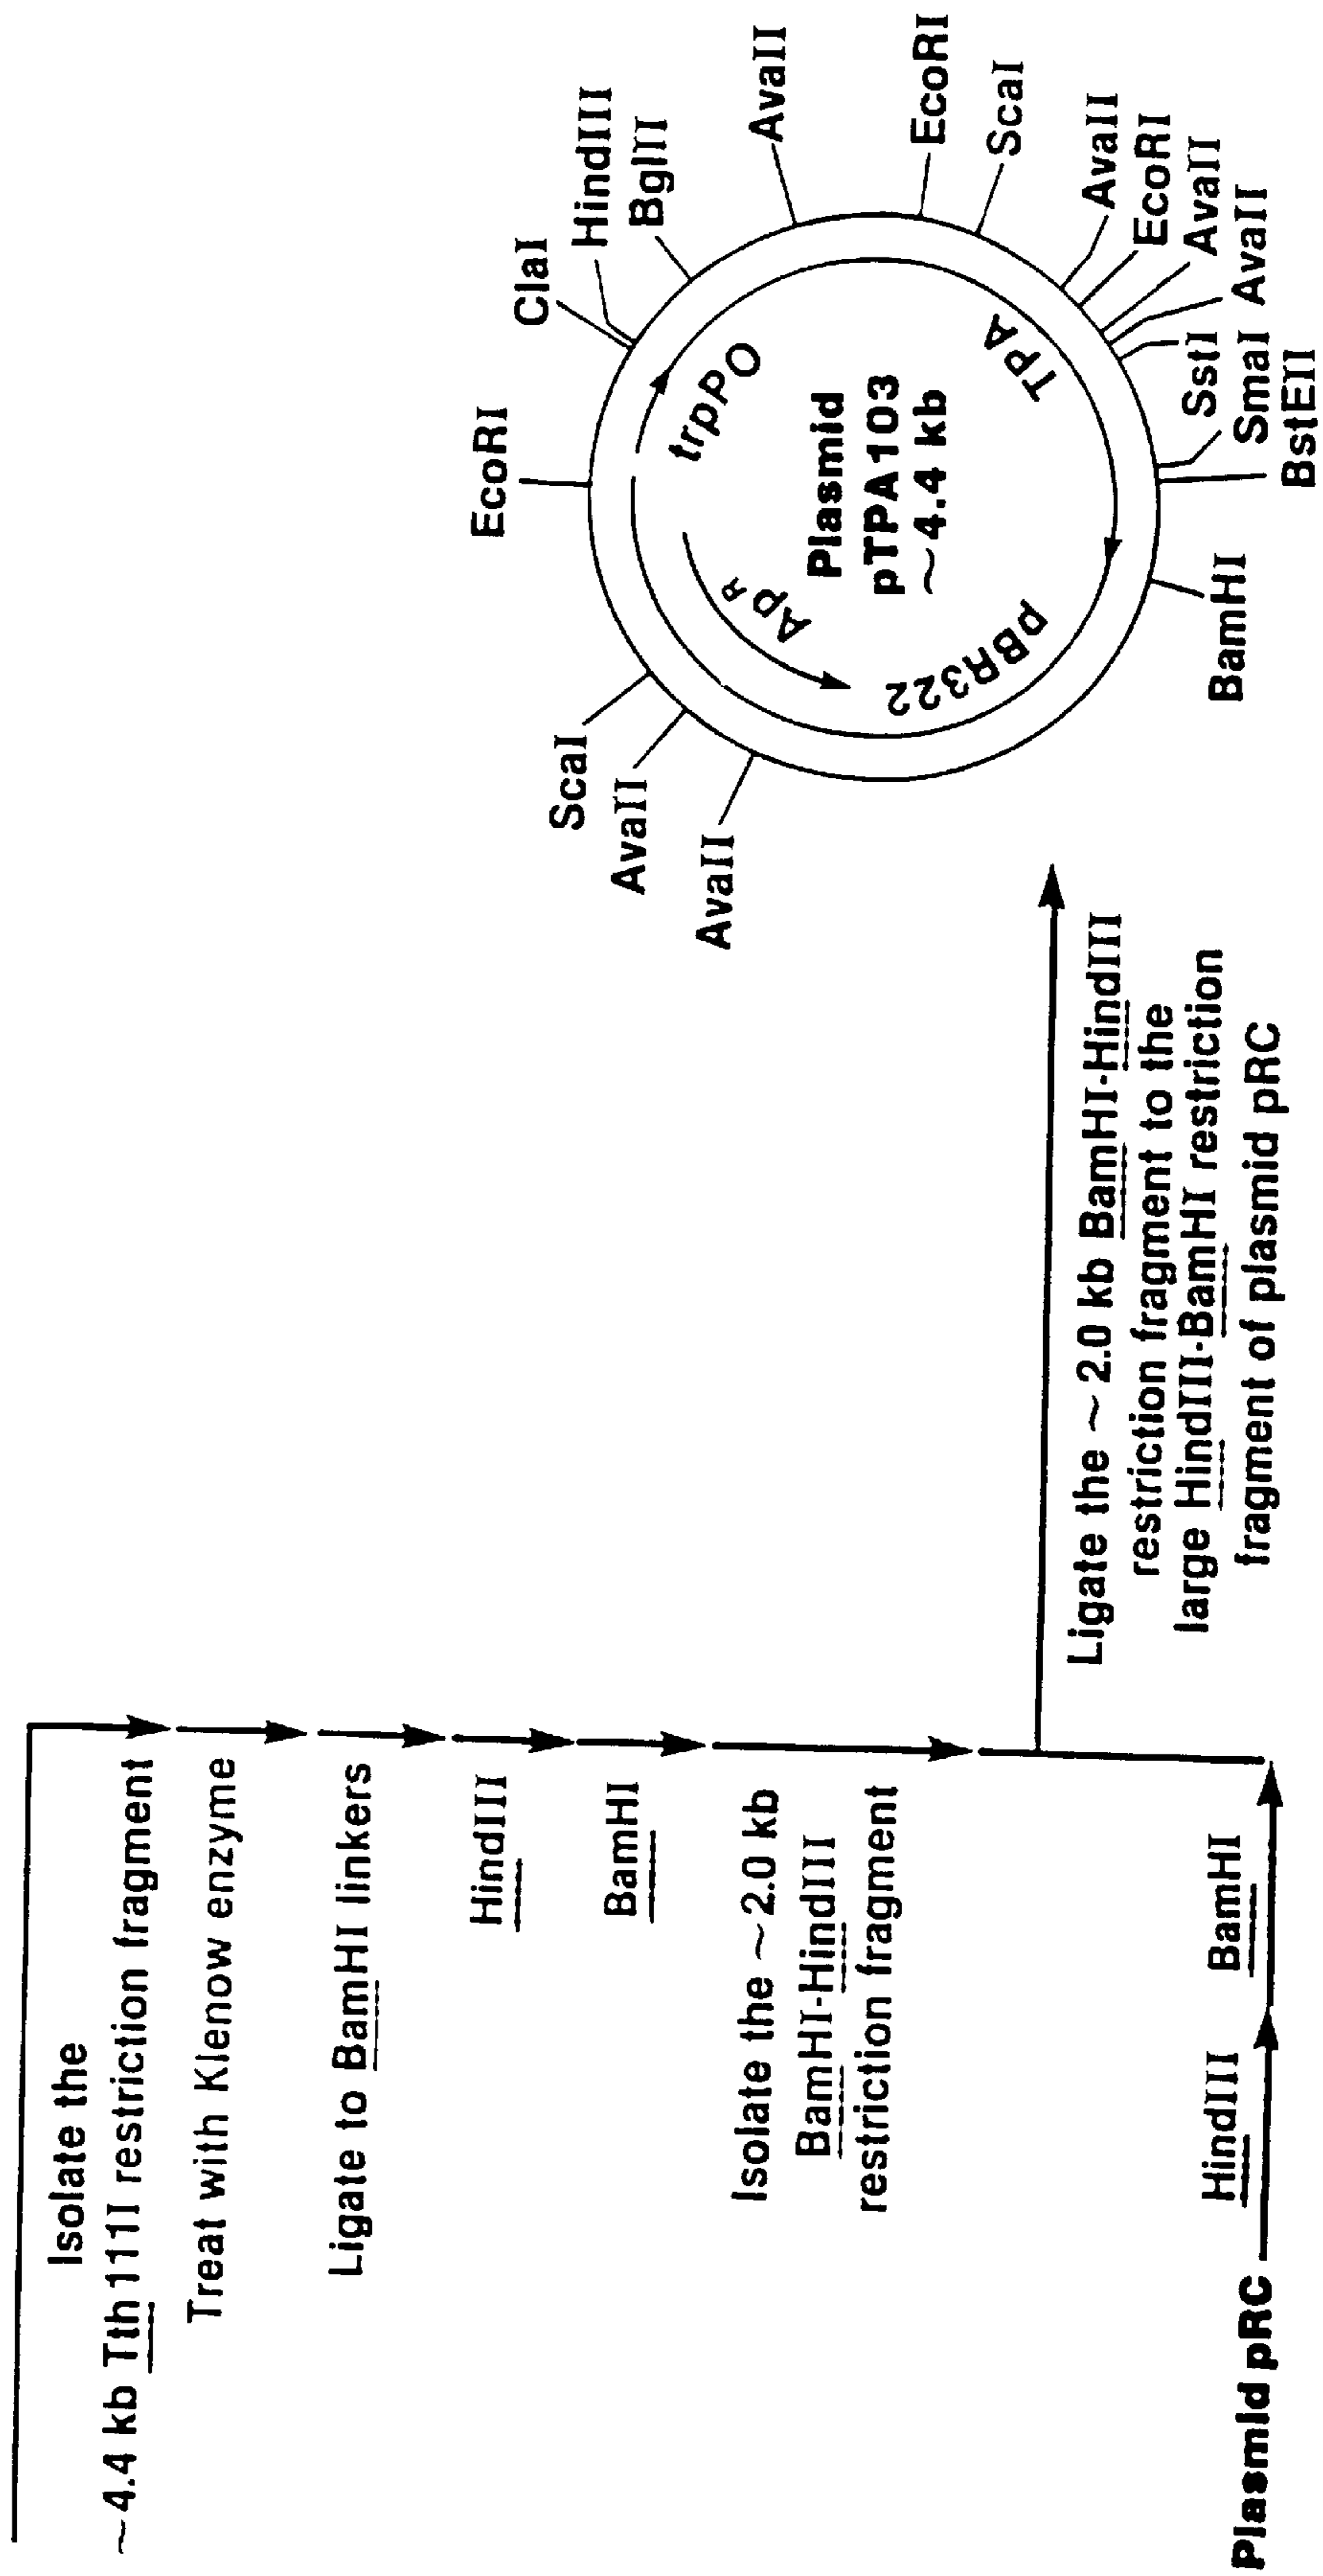 Isolate the
~4.4 kb Tth111I restriction fragment
Treat with Klenow enzyme
Ligate to BamHI linkers
HindIII
BamHI
Isolate the ~2.0 kb
BamHI-HindIII
restriction fragment
Plasmid pRC
HindIII
BamHI
Ligate the ~2.0 kb BamHI-HindIII
restriction fragment to the
large HindIII-BamHI restriction
fragment of plasmid pRC
EcoRI
ClaI
HindIII
BglII
AvaII
EcoRI
ScaI
AvaII
EcoRI
AvaII
AvaII
SstI
SmaI
BstEII
BamHI
AvaII
AvaII
ScaI
trpPO
TPA
pBR322
ApR
Plasmid
pTPA103
~4.4 kb